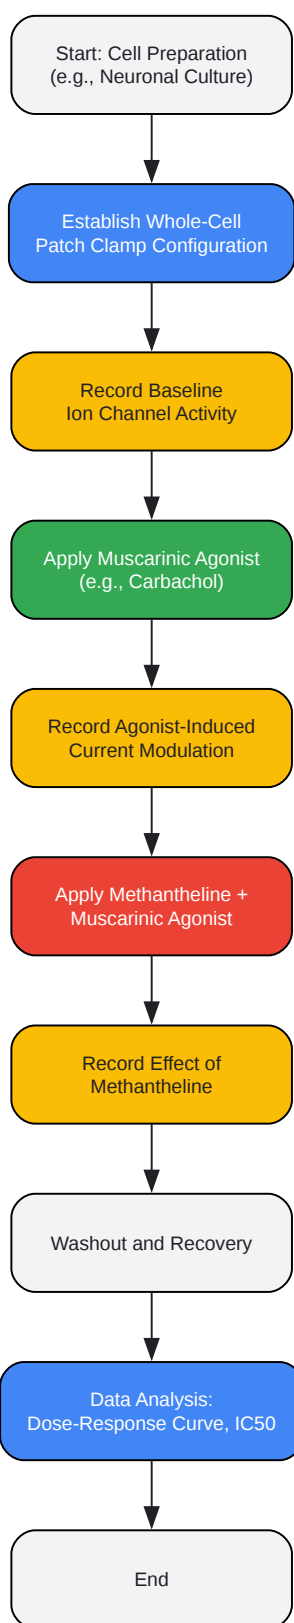 Start: Cell Preparation
(e.g., Neuronal Culture)
Establish Whole-Cell
Patch Clamp Configuration
Record Baseline
Ion Channel Activity
Apply Muscarinic Agonist
(e.g., Carbachol)
Record Agonist-Induced
Current Modulation
Apply Methantheline +
Muscarinic Agonist
Record Effect of
Methantheline
Washout and Recovery
Data Analysis:
Dose-Response Curve, IC50
End